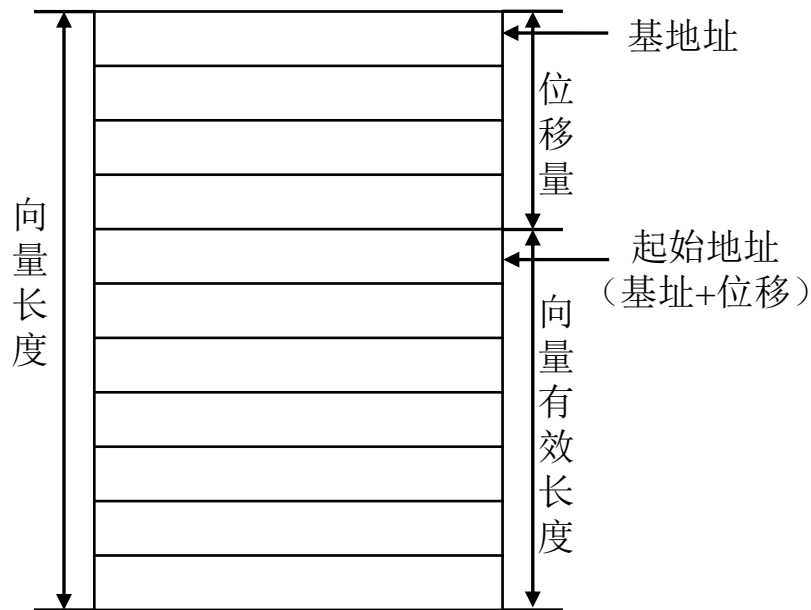 基地址
位移量
向量长度
起始地址
（基址+位移）
向量有效长度